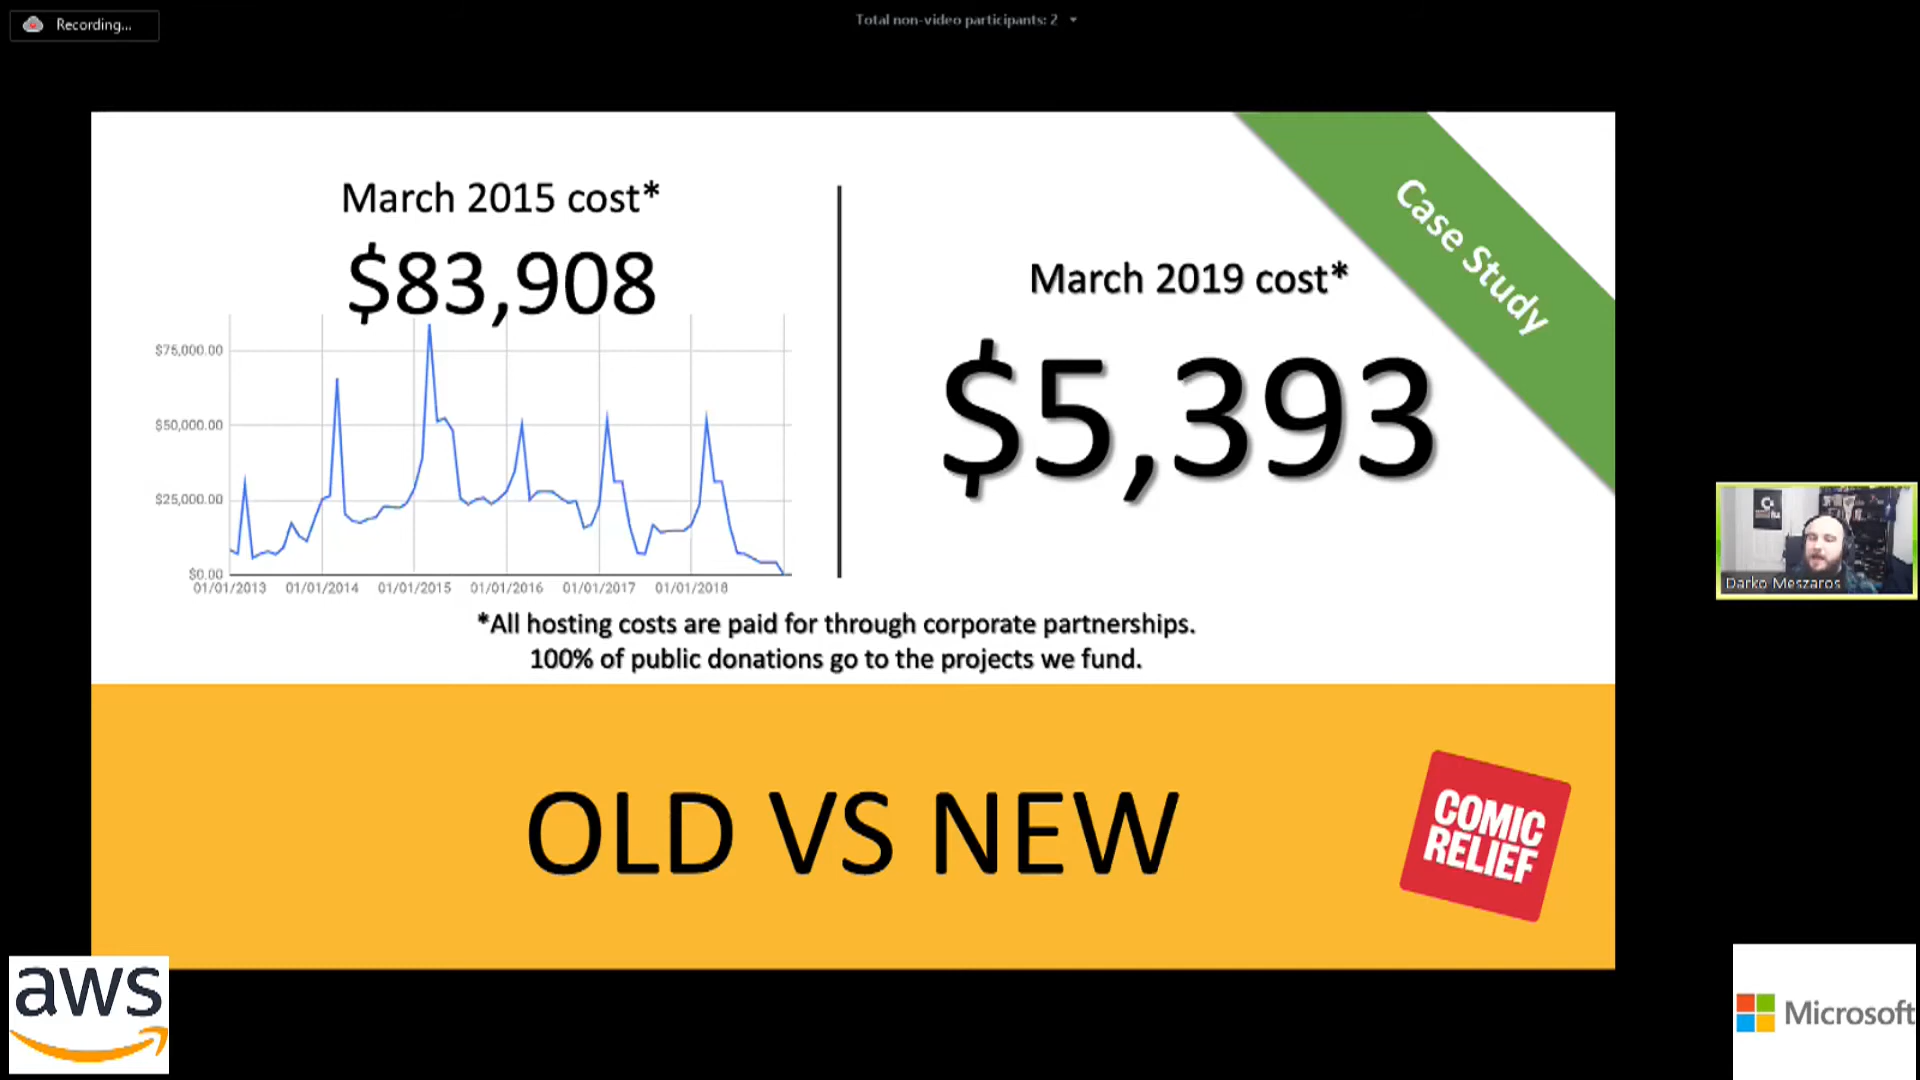 Recording...
Total non-video participants: 2
March 2015 cost*
$83,908
$75,000.00
$50,000.00
$25,000.00
$0.00
01/01/2013 01/01/2014 01/01/2015 01/01/2016 01/01/2017 01/01/2018
March 2019 cost*
$5,393
Case Study
*All hosting costs are paid for through corporate partnerships.
100% of public donations go to the projects we fund.
OLD VS NEW
COMIC
RELIEF
Darko Meszaros
aws
Microsoft